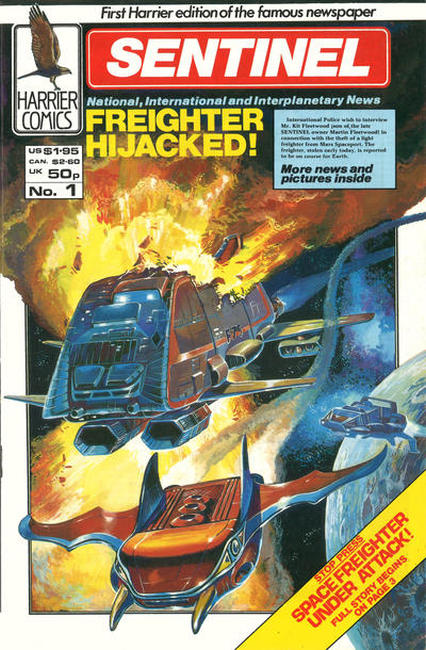 First Harrier edition of the famous newspaper
SENTINEL
HARRIER
COMICS
National, International and Interplanetary News
FREIGHTER
HIJACKED!
US $1·95
CAN. $2·60
UK 50p
No. 1
International Police wish to interview
Mr. Kit Fleetwood (son of the late
SENTINEL owner Martin Fleetwood) in
connection with the theft of a light
freighter from Mars Spaceport. The
freighter, stolen early today, is reported
to be on course for Earth.
More news and
pictures inside
STOP PRESS
SPACE FREIGHTER
UNDER ATTACK!
FULL STORY BEGINS
ON PAGE 3